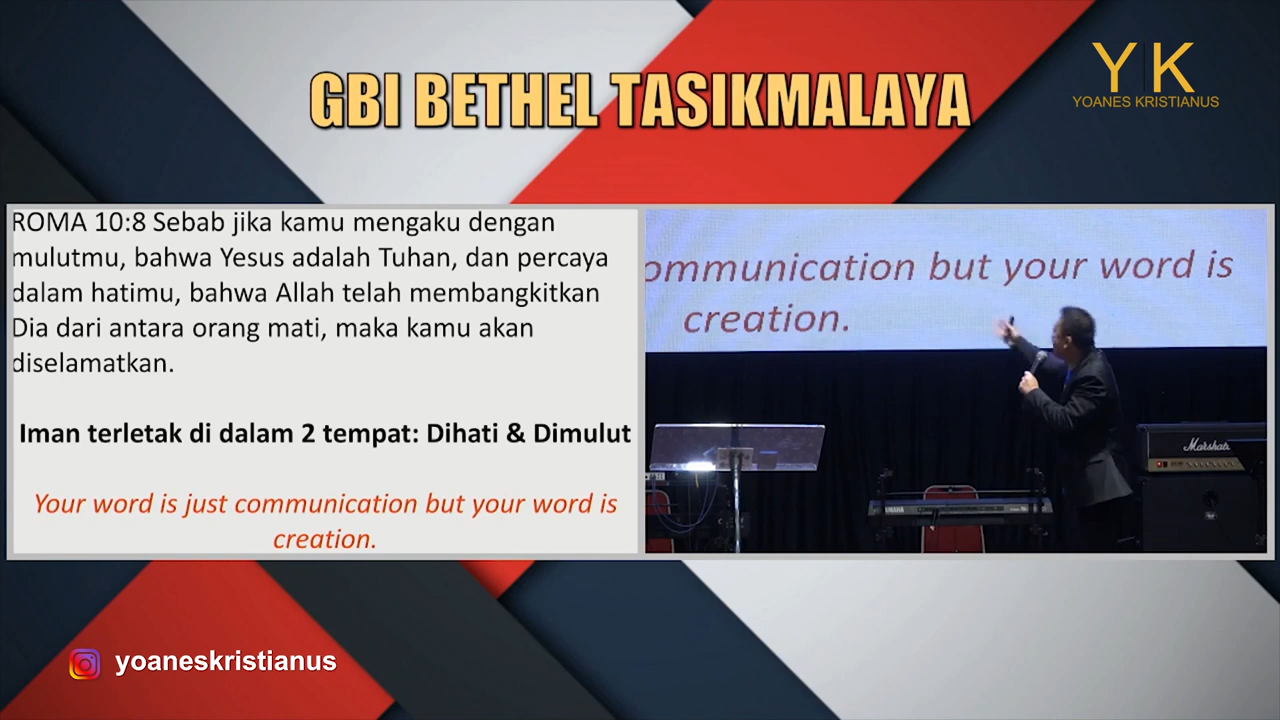 GBI BETHEL TASIKMALAYA
Y K
YOANES KRISTIANUS
ROMA 10:8 Sebab jika kamu mengaku dengan
mulutmu, bahwa Yesus adalah Tuhan, dan percaya
dalam hatimu, bahwa Allah telah membangkitkan
Dia dari antara orang mati, maka kamu akan
diselamatkan.
Iman terletak di dalam 2 tempat: Dihati & Dimulut
Your word is just communication but your word is
creation.
ommunication but your word is
creation.
Marshall
YAMAHA
yoaneskristianus